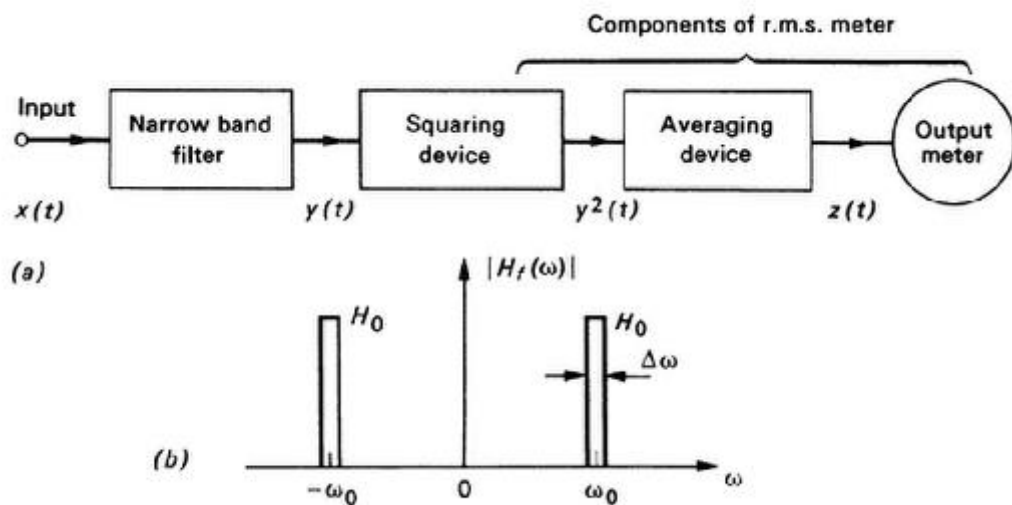 Components of r.m.s. meter
Input
Narrow band
filter
Squaring
device
Averaging
device
Output
meter
x(t)
y(t)
y²(t)
z(t)
(a)
|H_f(ω)|
H₀
H₀
Δω
(b)
-ω₀
0
ω₀
ω